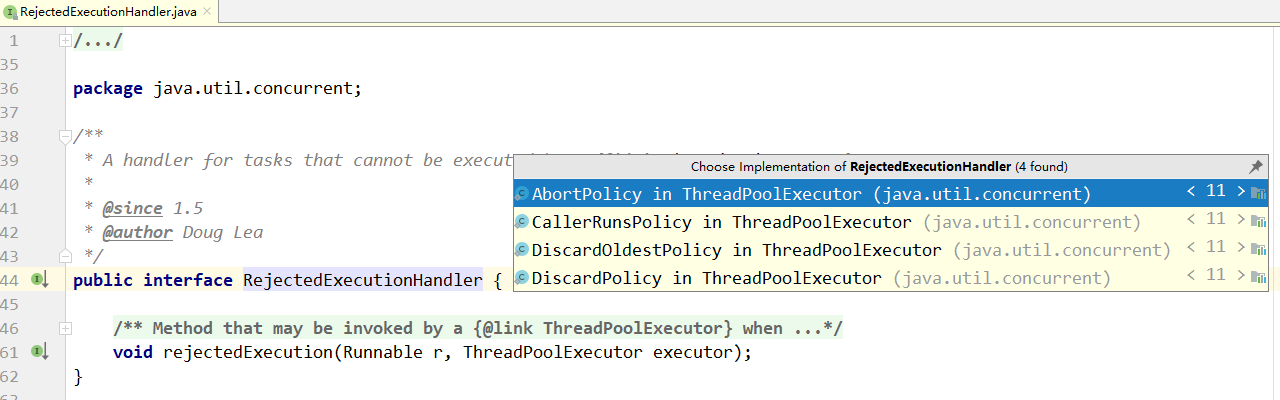 RejectedExecutionHandler.java
1 /.../
35
36 package java.util.concurrent;
37
38 /**
39 * A handler for tasks that cannot be
40 *
41 * @since 1.5
42 * @author Doug Lea
43 */
44 public interface RejectedExecutionHandler {
45
46 /** Method that may be invoked by a {@link ThreadPoolExecutor} when ...*/
61 void rejectedExecution(Runnable r, ThreadPoolExecutor executor);
62 }
63
Choose Implementation of RejectedExecutionHandler (4 found)
AbortPolicy in ThreadPoolExecutor (java.util.concurrent) < 11 >
CallerRunsPolicy in ThreadPoolExecutor (java.util.concurrent) < 11 >
DiscardOldestPolicy in ThreadPoolExecutor (java.util.concurrent) < 11 >
DiscardPolicy in ThreadPoolExecutor (java.util.concurrent) < 11 >